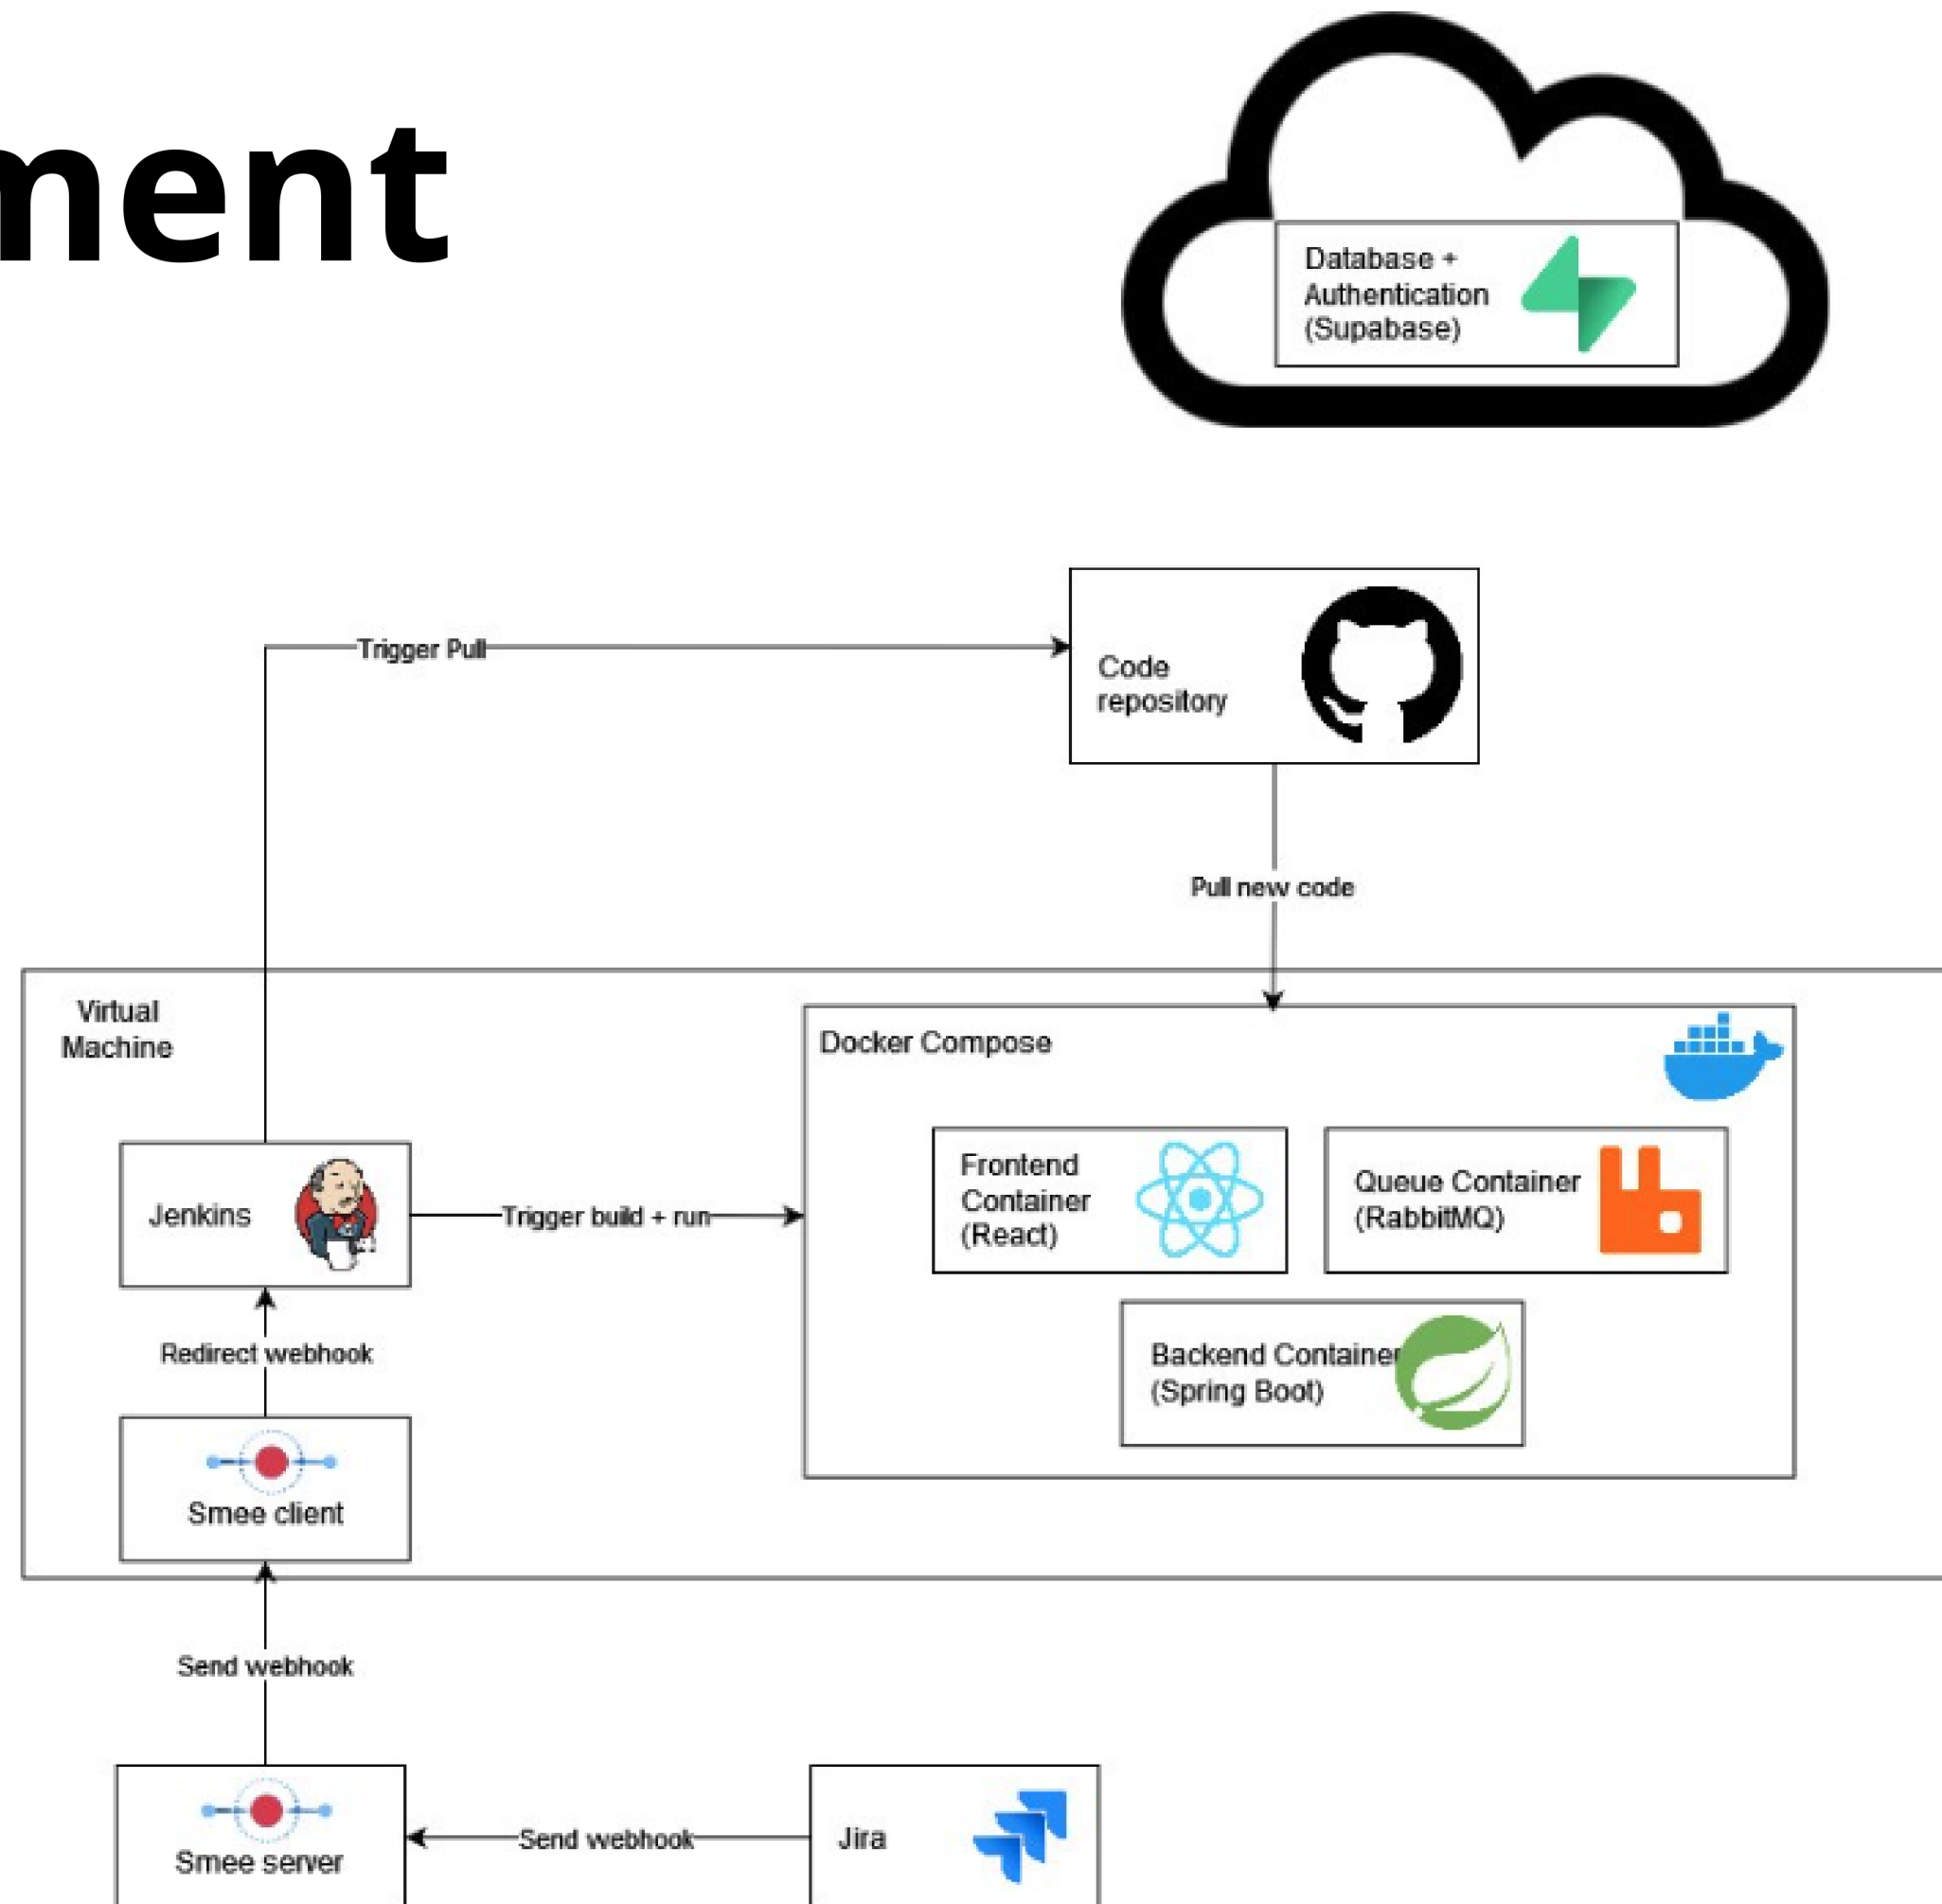 ment
Database +
Authentication
(Supabase)
Trigger Pull
Code
repository
Pull new code
Virtual
Machine
Docker Compose
Frontend
Container
(React)
Queue Container
(RabbitMQ)
Jenkins
Trigger build + run
Redirect webhook
Backend Container
(Spring Boot)
Smee client
Send webhook
Smee server
Send webhook
Jira